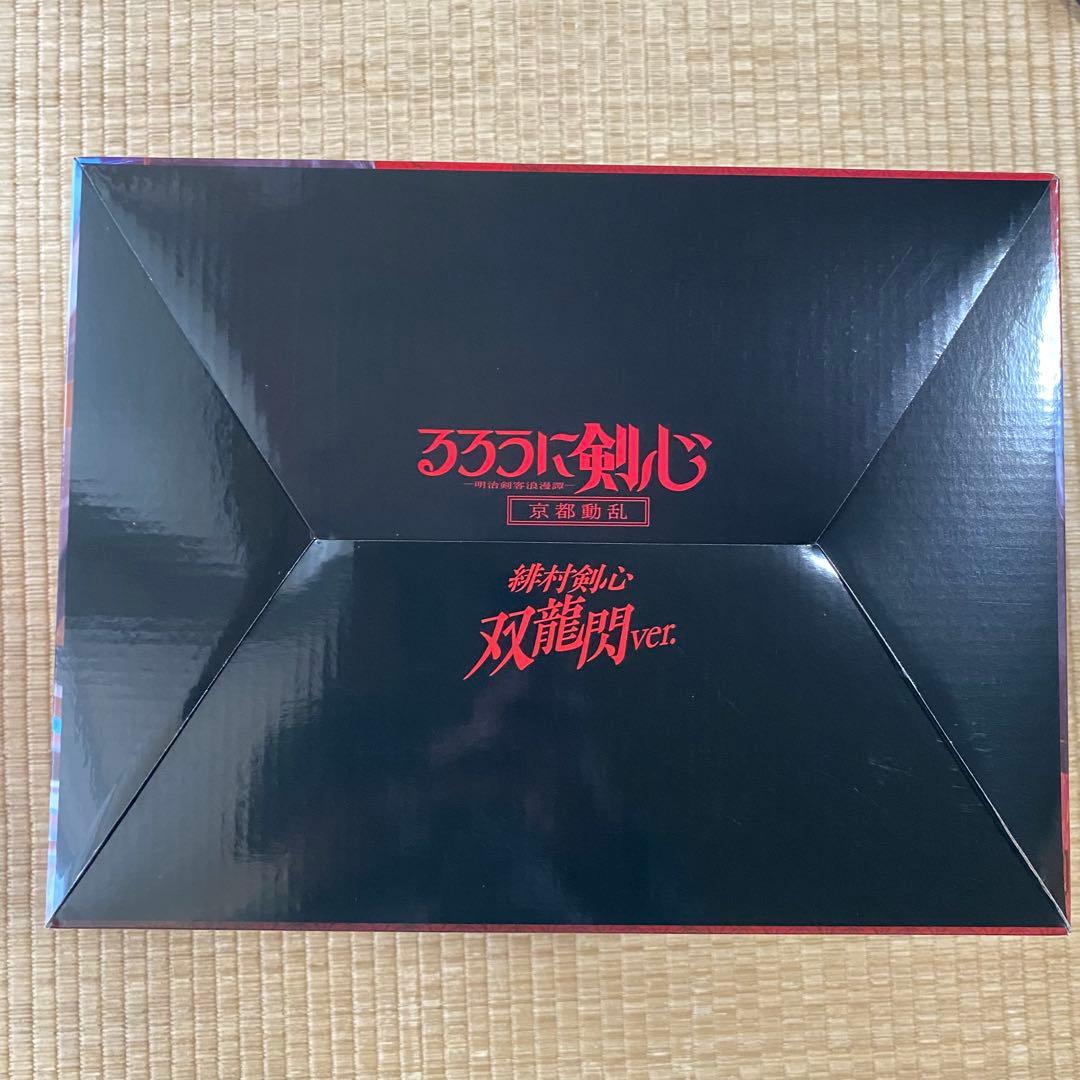 るろうに剣心
―明治剣客浪漫譚―
京都動乱
緋村剣心
双龍閃ver.